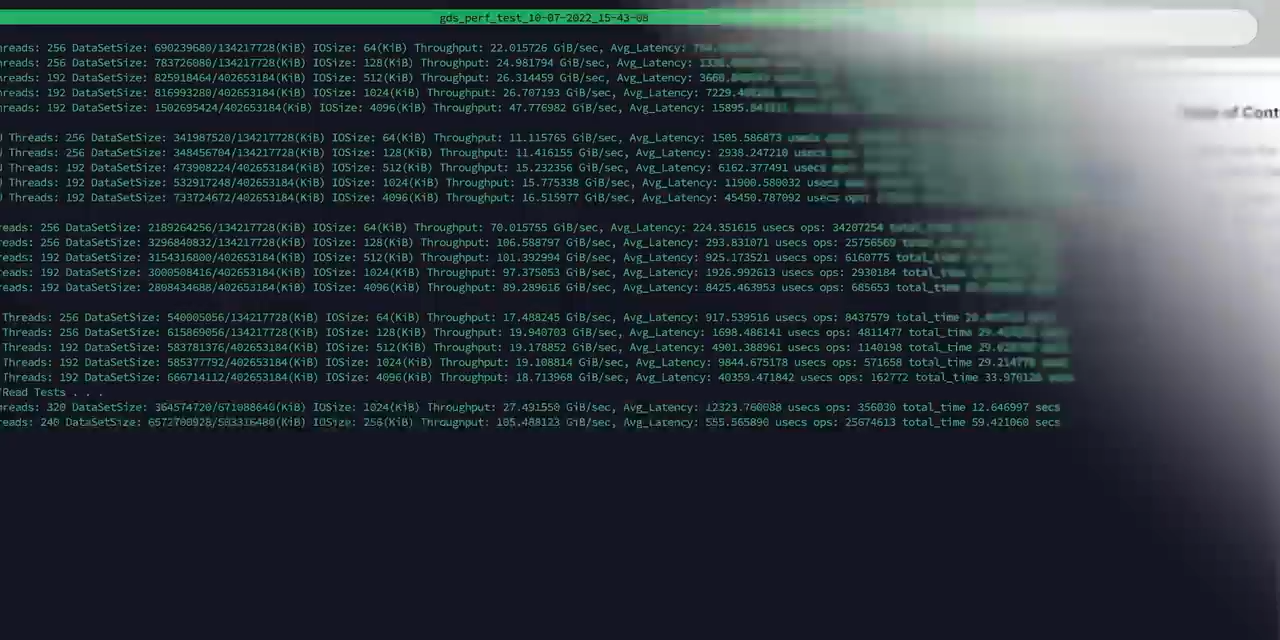 gds_perf_test_10-07-2022_15-43-08
reads: 256 DataSetSize: 690239680/134217728(KiB) IOSize: 64(KiB) Throughput: 22.015726 GiB/sec, Avg_Latency:
reads: 256 DataSetSize: 783726080/134217728(KiB) IOSize: 128(KiB) Throughput: 24.981794 GiB/sec, Avg_Latency:
reads: 192 DataSetSize: 825918464/402653184(KiB) IOSize: 512(KiB) Throughput: 26.314459 GiB/sec, Avg_Latency:
reads: 192 DataSetSize: 816993280/402653184(KiB) IOSize: 1024(KiB) Throughput: 26.707193 GiB/sec, Avg_Latency:
reads: 192 DataSetSize: 1502695424/402653184(KiB) IOSize: 4096(KiB) Throughput: 47.776982 GiB/sec, Avg_Latency:
Threads: 256 DataSetSize: 341987520/134217728(KiB) IOSize: 64(KiB) Throughput: 11.115765 GiB/sec, Avg_Latency: 1505.586873 usecs
Threads: 256 DataSetSize: 348456704/134217728(KiB) IOSize: 128(KiB) Throughput: 11.416155 GiB/sec, Avg_Latency: 2938.247210 usecs
Threads: 192 DataSetSize: 473908224/402653184(KiB) IOSize: 512(KiB) Throughput: 15.232356 GiB/sec, Avg_Latency: 6162.377491 usecs
Threads: 192 DataSetSize: 532917248/402653184(KiB) IOSize: 1024(KiB) Throughput: 15.775338 GiB/sec, Avg_Latency: 11900.580032 usecs
Threads: 192 DataSetSize: 733724672/402653184(KiB) IOSize: 4096(KiB) Throughput: 16.515977 GiB/sec, Avg_Latency: 45450.787092 usecs ops:
reads: 256 DataSetSize: 2189264256/134217728(KiB) IOSize: 64(KiB) Throughput: 70.015755 GiB/sec, Avg_Latency: 224.351615 usecs ops: 34207254
reads: 256 DataSetSize: 3296840832/134217728(KiB) IOSize: 128(KiB) Throughput: 106.588797 GiB/sec, Avg_Latency: 293.831071 usecs ops: 25756569
reads: 192 DataSetSize: 3154316800/402653184(KiB) IOSize: 512(KiB) Throughput: 101.392994 GiB/sec, Avg_Latency: 925.173521 usecs ops: 6160775 total_time
reads: 192 DataSetSize: 3000508416/402653184(KiB) IOSize: 1024(KiB) Throughput: 97.375053 GiB/sec, Avg_Latency: 1926.992613 usecs ops: 2930184 total_time
reads: 192 DataSetSize: 2808434688/402653184(KiB) IOSize: 4096(KiB) Throughput: 89.289616 GiB/sec, Avg_Latency: 8425.463953 usecs ops: 685653 total_time
Threads: 256 DataSetSize: 540005056/134217728(KiB) IOSize: 64(KiB) Throughput: 17.488245 GiB/sec, Avg_Latency: 917.539516 usecs ops: 8437579 total_time
Threads: 256 DataSetSize: 615869056/134217728(KiB) IOSize: 128(KiB) Throughput: 19.940703 GiB/sec, Avg_Latency: 1698.486141 usecs ops: 4811477 total_time
Threads: 192 DataSetSize: 583781376/402653184(KiB) IOSize: 512(KiB) Throughput: 19.178852 GiB/sec, Avg_Latency: 4901.388961 usecs ops: 1140198 total_time
Threads: 192 DataSetSize: 585377792/402653184(KiB) IOSize: 1024(KiB) Throughput: 19.108814 GiB/sec, Avg_Latency: 9844.675178 usecs ops: 571658 total_time
Threads: 192 DataSetSize: 666714112/402653184(KiB) IOSize: 4096(KiB) Throughput: 18.713968 GiB/sec, Avg_Latency: 40359.471842 usecs ops: 162772 total_time
Read Tests . . .
reads: 320 DataSetSize: 364574720/671088640(KiB) IOSize: 1024(KiB) Throughput: 27.491550 GiB/sec, Avg_Latency: 12323.760088 usecs ops: 356030 total_time 12.646997 secs
reads: 240 DataSetSize: 6572700928/503316480(KiB) IOSize: 256(KiB) Throughput: 105.488123 GiB/sec, Avg_Latency: 555.565890 usecs ops: 25674613 total_time 59.421060 secs
of Cont